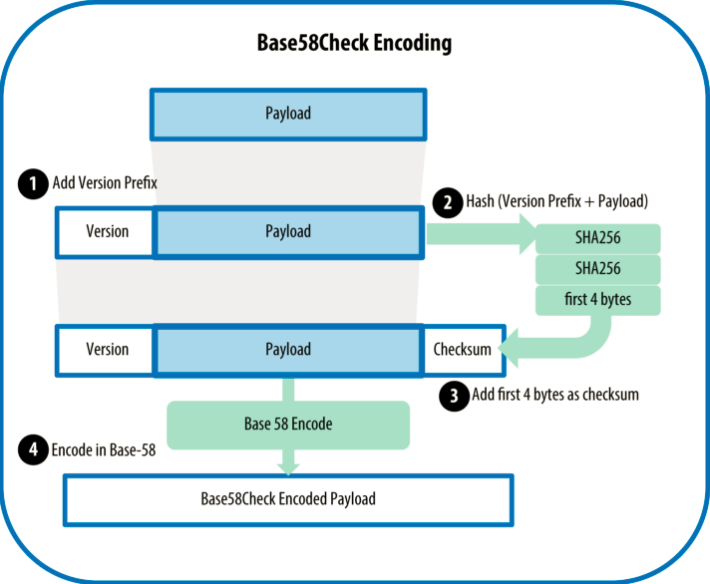 Base58Check Encoding
Payload
1 Add Version Prefix
2 Hash (Version Prefix + Payload)
Version Payload SHA256
SHA256
first 4 bytes
Version Payload Checksum
3 Add first 4 bytes as checksum
Base 58 Encode
4 Encode in Base-58
Base58Check Encoded Payload